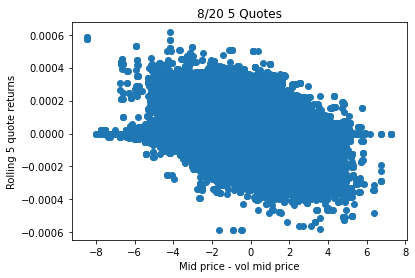 8/20 5 Quotes
Rolling 5 quote returns
0.0006
0.0004
0.0002
0.0000
−0.0002
−0.0004
−0.0006
−8 −6 −4 −2 0 2 4 6 8
Mid price - vol mid price